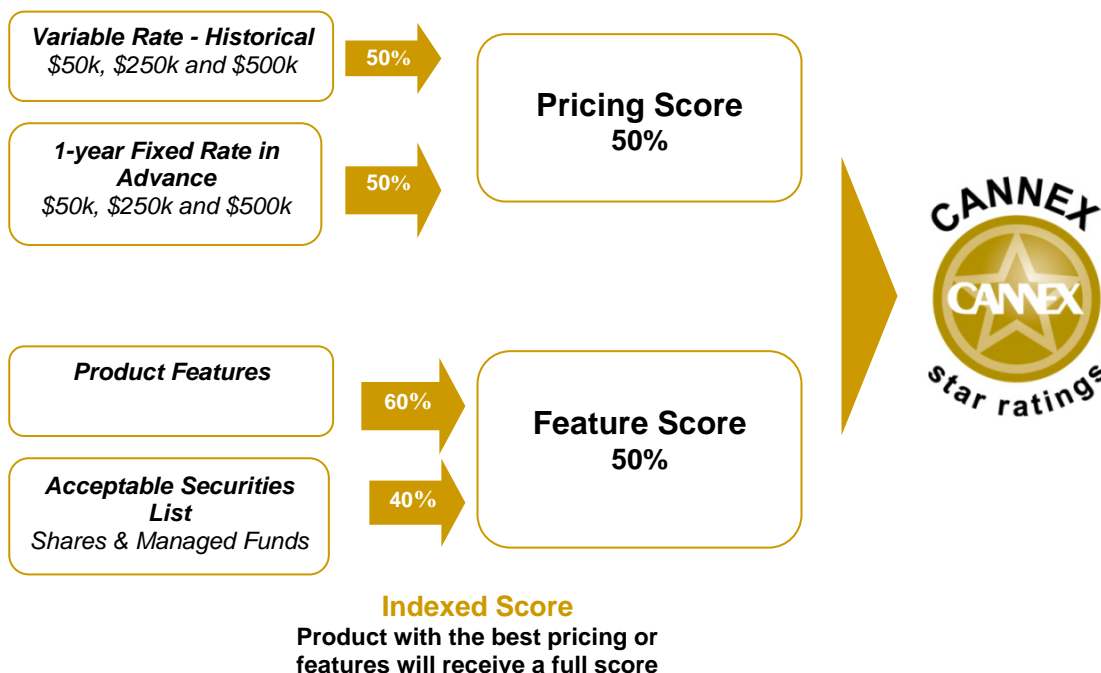 Variable Rate - Historical
$50k, $250k and $500k
50%
Pricing Score
50%
1-year Fixed Rate in
Advance
$50k, $250k and $500k
50%
CANNEX
CANNEX
star ratings
Product Features
60%
Feature Score
50%
Acceptable Securities
List
Shares & Managed Funds
40%
Indexed Score
Product with the best pricing or
features will receive a full score